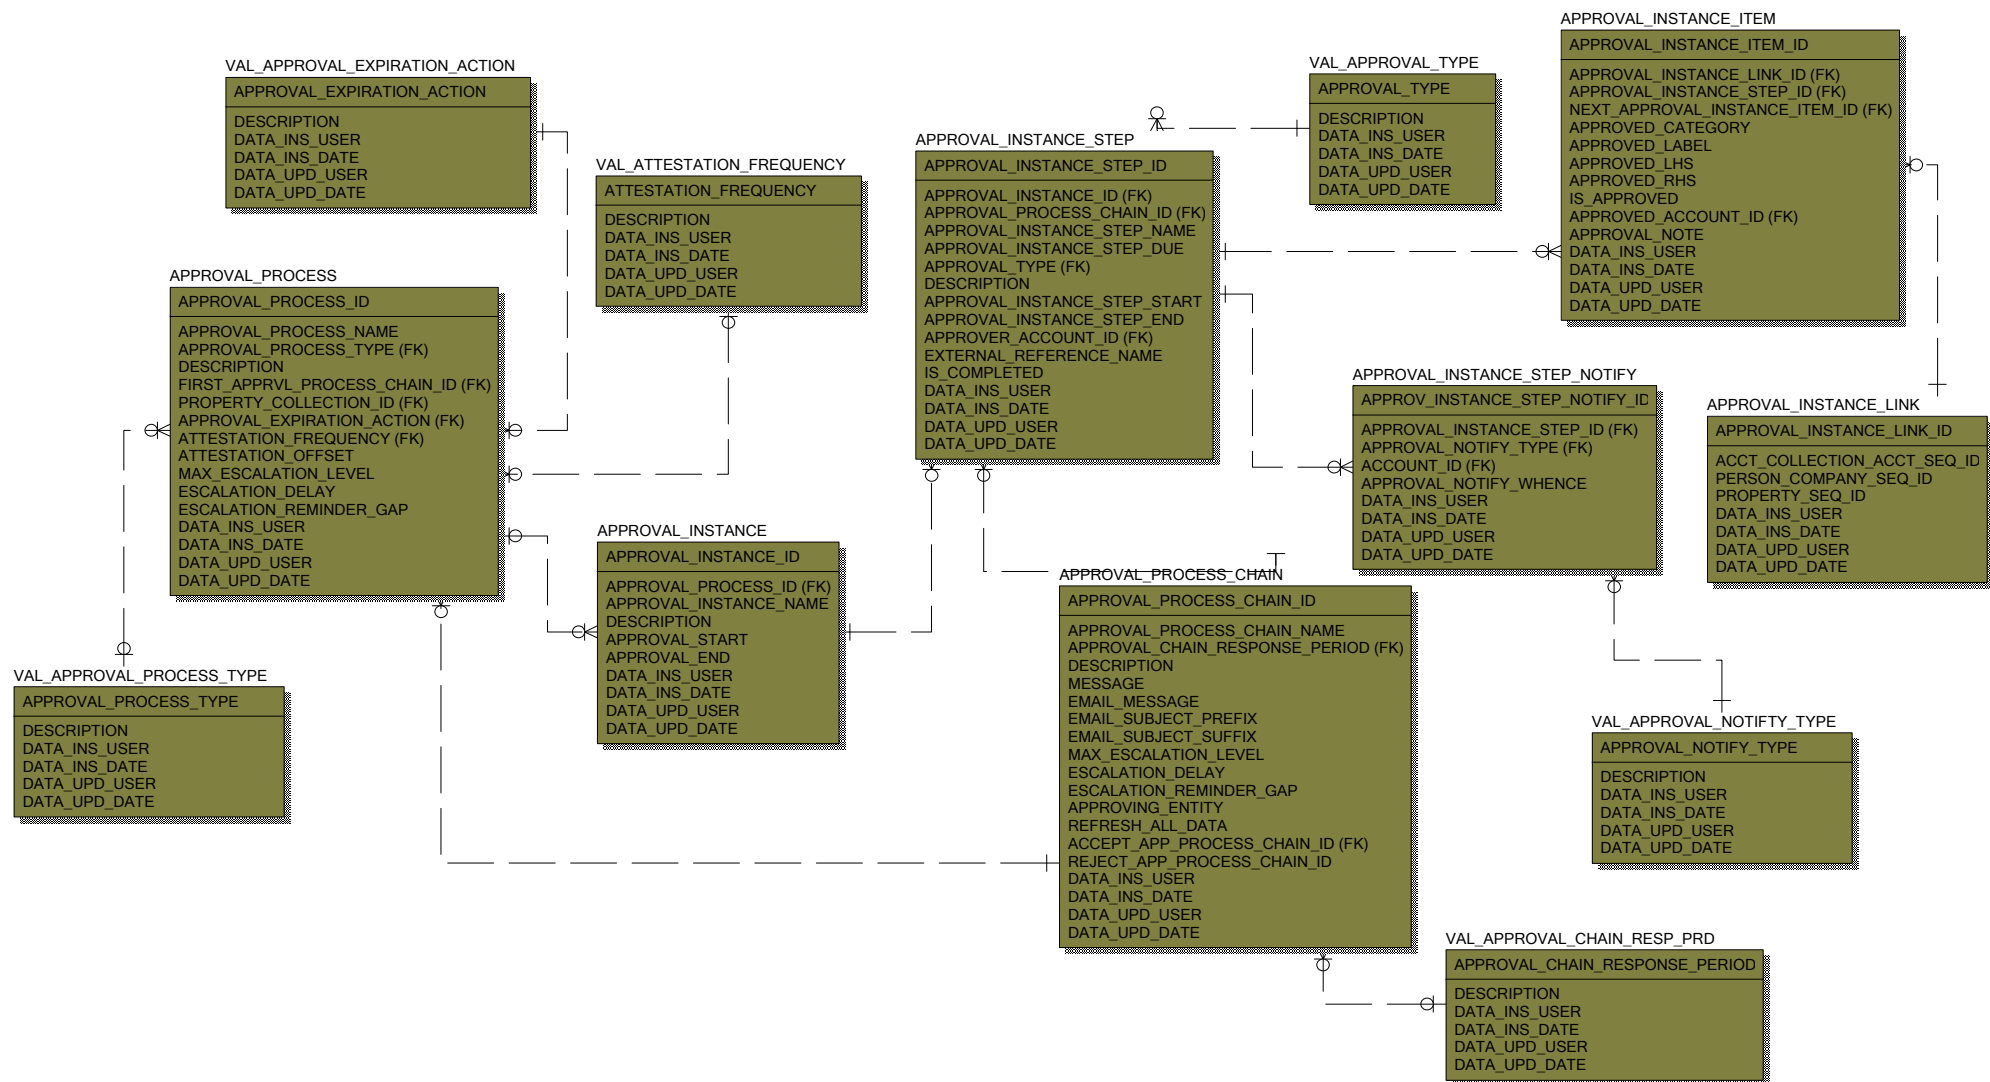 VAL_APPROVAL_EXPIRATION_ACTION
APPROVAL_EXPIRATION_ACTION
DESCRIPTION
DATA_INS_USER
DATA_INS_DATE
DATA_UPD_USER
DATA_UPD_DATE
VAL_ATTESTATION_FREQUENCY
ATTESTATION_FREQUENCY
DESCRIPTION
DATA_INS_USER
DATA_INS_DATE
DATA_UPD_USER
DATA_UPD_DATE
APPROVAL_PROCESS
APPROVAL_PROCESS_ID
APPROVAL_PROCESS_NAME
APPROVAL_PROCESS_TYPE (FK)
DESCRIPTION
FIRST_APPRVL_PROCESS_CHAIN_ID (FK)
PROPERTY_COLLECTION_ID (FK)
APPROVAL_EXPIRATION_ACTION (FK)
ATTESTATION_FREQUENCY (FK)
ATTESTATION_OFFSET
MAX_ESCALATION_LEVEL
ESCALATION_DELAY
ESCALATION_REMINDER_GAP
DATA_INS_USER
DATA_INS_DATE
DATA_UPD_USER
DATA_UPD_DATE
VAL_APPROVAL_PROCESS_TYPE
APPROVAL_PROCESS_TYPE
DESCRIPTION
DATA_INS_USER
DATA_INS_DATE
DATA_UPD_USER
DATA_UPD_DATE
APPROVAL_INSTANCE
APPROVAL_INSTANCE_ID
APPROVAL_PROCESS_ID (FK)
APPROVAL_INSTANCE_NAME
DESCRIPTION
APPROVAL_START
APPROVAL_END
DATA_INS_USER
DATA_INS_DATE
DATA_UPD_USER
DATA_UPD_DATE
APPROVAL_INSTANCE_STEP
APPROVAL_INSTANCE_STEP_ID
APPROVAL_INSTANCE_ID (FK)
APPROVAL_PROCESS_CHAIN_ID (FK)
APPROVAL_INSTANCE_STEP_NAME
APPROVAL_INSTANCE_STEP_DUE
APPROVAL_TYPE (FK)
DESCRIPTION
APPROVAL_INSTANCE_STEP_START
APPROVAL_INSTANCE_STEP_END
APPROVER_ACCOUNT_ID (FK)
EXTERNAL_REFERENCE_NAME
IS_COMPLETED
DATA_INS_USER
DATA_INS_DATE
DATA_UPD_USER
DATA_UPD_DATE
VAL_APPROVAL_TYPE
APPROVAL_TYPE
DESCRIPTION
DATA_INS_USER
DATA_INS_DATE
DATA_UPD_USER
DATA_UPD_DATE
APPROVAL_INSTANCE_ITEM
APPROVAL_INSTANCE_ITEM_ID
APPROVAL_INSTANCE_LINK_ID (FK)
APPROVAL_INSTANCE_STEP_ID (FK)
NEXT_APPROVAL_INSTANCE_ITEM_ID (FK)
APPROVED_CATEGORY
APPROVED_LABEL
APPROVED_LHS
APPROVED_RHS
IS_APPROVED
APPROVED_ACCOUNT_ID (FK)
APPROVAL_NOTE
DATA_INS_USER
DATA_INS_DATE
DATA_UPD_USER
DATA_UPD_DATE
APPROVAL_INSTANCE_STEP_NOTIFY
APPROV_INSTANCE_STEP_NOTIFY_ID
APPROVAL_INSTANCE_STEP_ID (FK)
APPROVAL_NOTIFY_TYPE (FK)
ACCOUNT_ID (FK)
APPROVAL_NOTIFY_WHENCE
DATA_INS_USER
DATA_INS_DATE
DATA_UPD_USER
DATA_UPD_DATE
APPROVAL_INSTANCE_LINK
APPROVAL_INSTANCE_LINK_ID
ACCT_COLLECTION_ACCT_SEQ_ID
PERSON_COMPANY_SEQ_ID
PROPERTY_SEQ_ID
DATA_INS_USER
DATA_INS_DATE
DATA_UPD_USER
DATA_UPD_DATE
APPROVAL_PROCESS_CHAIN
APPROVAL_PROCESS_CHAIN_ID
APPROVAL_PROCESS_CHAIN_NAME
APPROVAL_CHAIN_RESPONSE_PERIOD (FK)
DESCRIPTION
MESSAGE
EMAIL_MESSAGE
EMAIL_SUBJECT_PREFIX
EMAIL_SUBJECT_SUFFIX
MAX_ESCALATION_LEVEL
ESCALATION_DELAY
ESCALATION_REMINDER_GAP
APPROVING_ENTITY
REFRESH_ALL_DATA
ACCEPT_APP_PROCESS_CHAIN_ID (FK)
REJECT_APP_PROCESS_CHAIN_ID
DATA_INS_USER
DATA_INS_DATE
DATA_UPD_USER
DATA_UPD_DATE
VAL_APPROVAL_NOTIFTY_TYPE
APPROVAL_NOTIFY_TYPE
DESCRIPTION
DATA_INS_USER
DATA_INS_DATE
DATA_UPD_USER
DATA_UPD_DATE
VAL_APPROVAL_CHAIN_RESP_PRD
APPROVAL_CHAIN_RESPONSE_PERIOD
DESCRIPTION
DATA_INS_USER
DATA_INS_DATE
DATA_UPD_USER
DATA_UPD_DATE